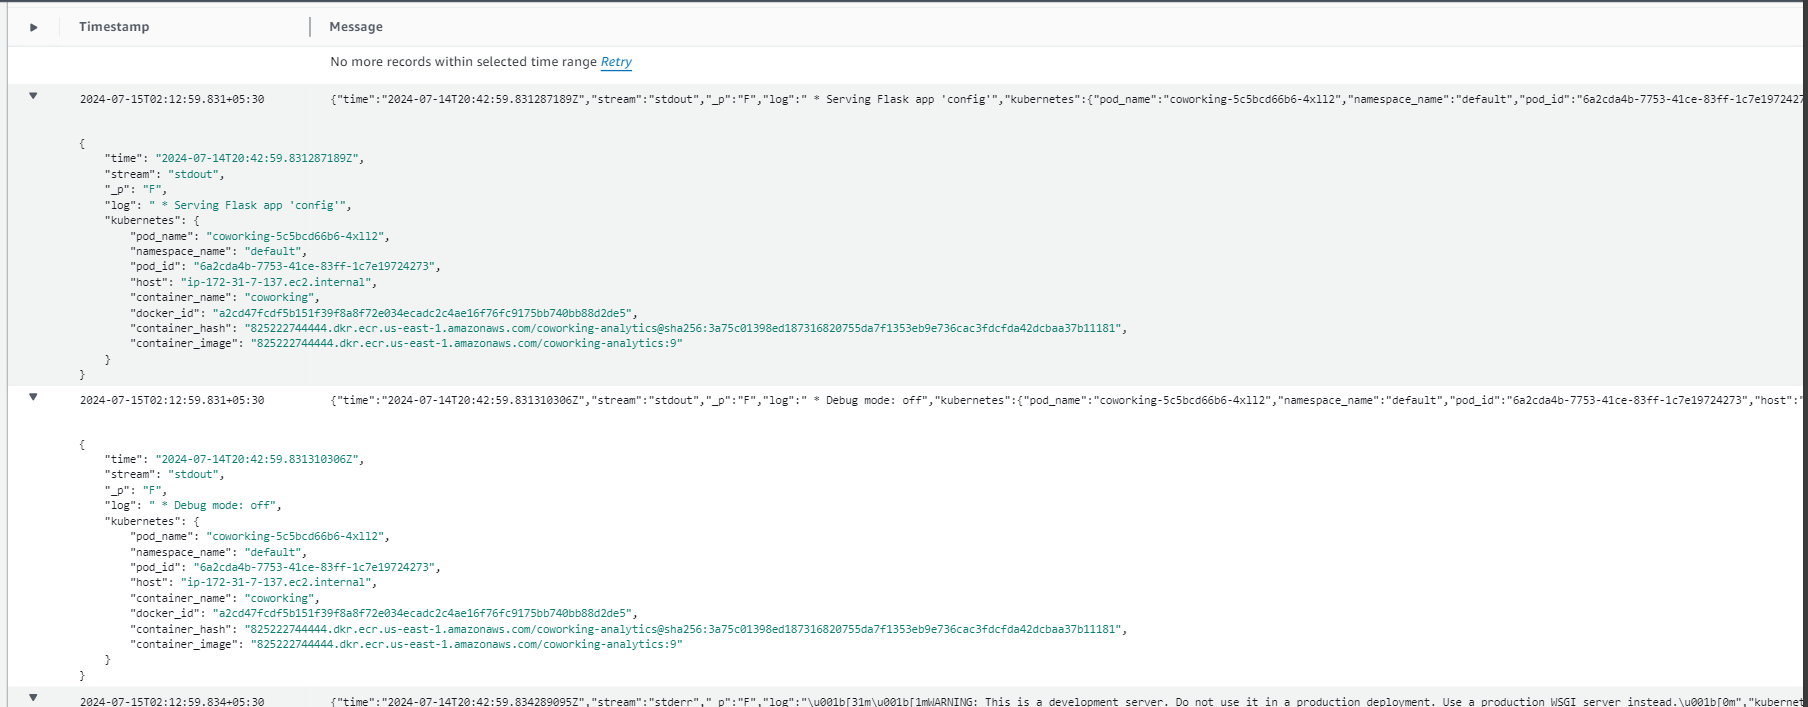 Timestamp Message
No more records within selected time range Retry
2024-07-15T02:12:59.831+05:30 {"time":"2024-07-14T20:42:59.831287189Z","stream":"stdout","_p":"F","log":" * Serving Flask app 'config'","kubernetes":{"pod_name":"coworking-5c5bcd66b6-4xll2","namespace_name":"default","pod_id":"6a2cda4b-7753-41ce-83ff-1c7e1972427
{
"time": "2024-07-14T20:42:59.831287189Z",
"stream": "stdout",
"_p": "F",
"log": " * Serving Flask app 'config'",
"kubernetes": {
"pod_name": "coworking-5c5bcd66b6-4xll2",
"namespace_name": "default",
"pod_id": "6a2cda4b-7753-41ce-83ff-1c7e19724273",
"host": "ip-172-31-7-137.ec2.internal",
"container_name": "coworking",
"docker_id": "a2cd47fcdf5b151f39f8a8f72e034ecadc2c4ae16f76fc9175bb740bb88d2de5",
"container_hash": "825222744444.dkr.ecr.us-east-1.amazonaws.com/coworking-analytics@sha256:3a75c01398ed187316820755da7f1353eb9e736cac3fdcfda42dcbaa37b11181",
"container_image": "825222744444.dkr.ecr.us-east-1.amazonaws.com/coworking-analytics:9"
}
}
2024-07-15T02:12:59.831+05:30 {"time":"2024-07-14T20:42:59.831310306Z","stream":"stdout","_p":"F","log":" * Debug mode: off","kubernetes":{"pod_name":"coworking-5c5bcd66b6-4xll2","namespace_name":"default","pod_id":"6a2cda4b-7753-41ce-83ff-1c7e19724273","host":"
{
"time": "2024-07-14T20:42:59.831310306Z",
"stream": "stdout",
"_p": "F",
"log": " * Debug mode: off",
"kubernetes": {
"pod_name": "coworking-5c5bcd66b6-4xll2",
"namespace_name": "default",
"pod_id": "6a2cda4b-7753-41ce-83ff-1c7e19724273",
"host": "ip-172-31-7-137.ec2.internal",
"container_name": "coworking",
"docker_id": "a2cd47fcdf5b151f39f8a8f72e034ecadc2c4ae16f76fc9175bb740bb88d2de5",
"container_hash": "825222744444.dkr.ecr.us-east-1.amazonaws.com/coworking-analytics@sha256:3a75c01398ed187316820755da7f1353eb9e736cac3fdcfda42dcbaa37b11181",
"container_image": "825222744444.dkr.ecr.us-east-1.amazonaws.com/coworking-analytics:9"
}
}
2024-07-15T02:12:59.834+05:30 {"time":"2024-07-14T20:42:59.834289095Z","stream":"stderr","_p":"F","log":"\u001b[31m\u001b[1mWARNING: This is a development server. Do not use it in a production deployment. Use a production WSGI server instead.\u001b[0m","kubernet